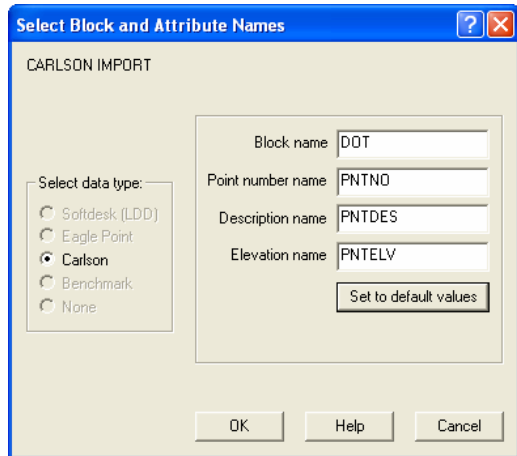 Select Block and Attribute Names
CARLSON IMPORT
Block name DOT
Point number name PNTNO
Description name PNTDES
Elevation name PNTELV
Set to default values
Select data type:
Softdesk (LDD)
Eagle Point
Carlson
Benchmark
None
OK Help Cancel